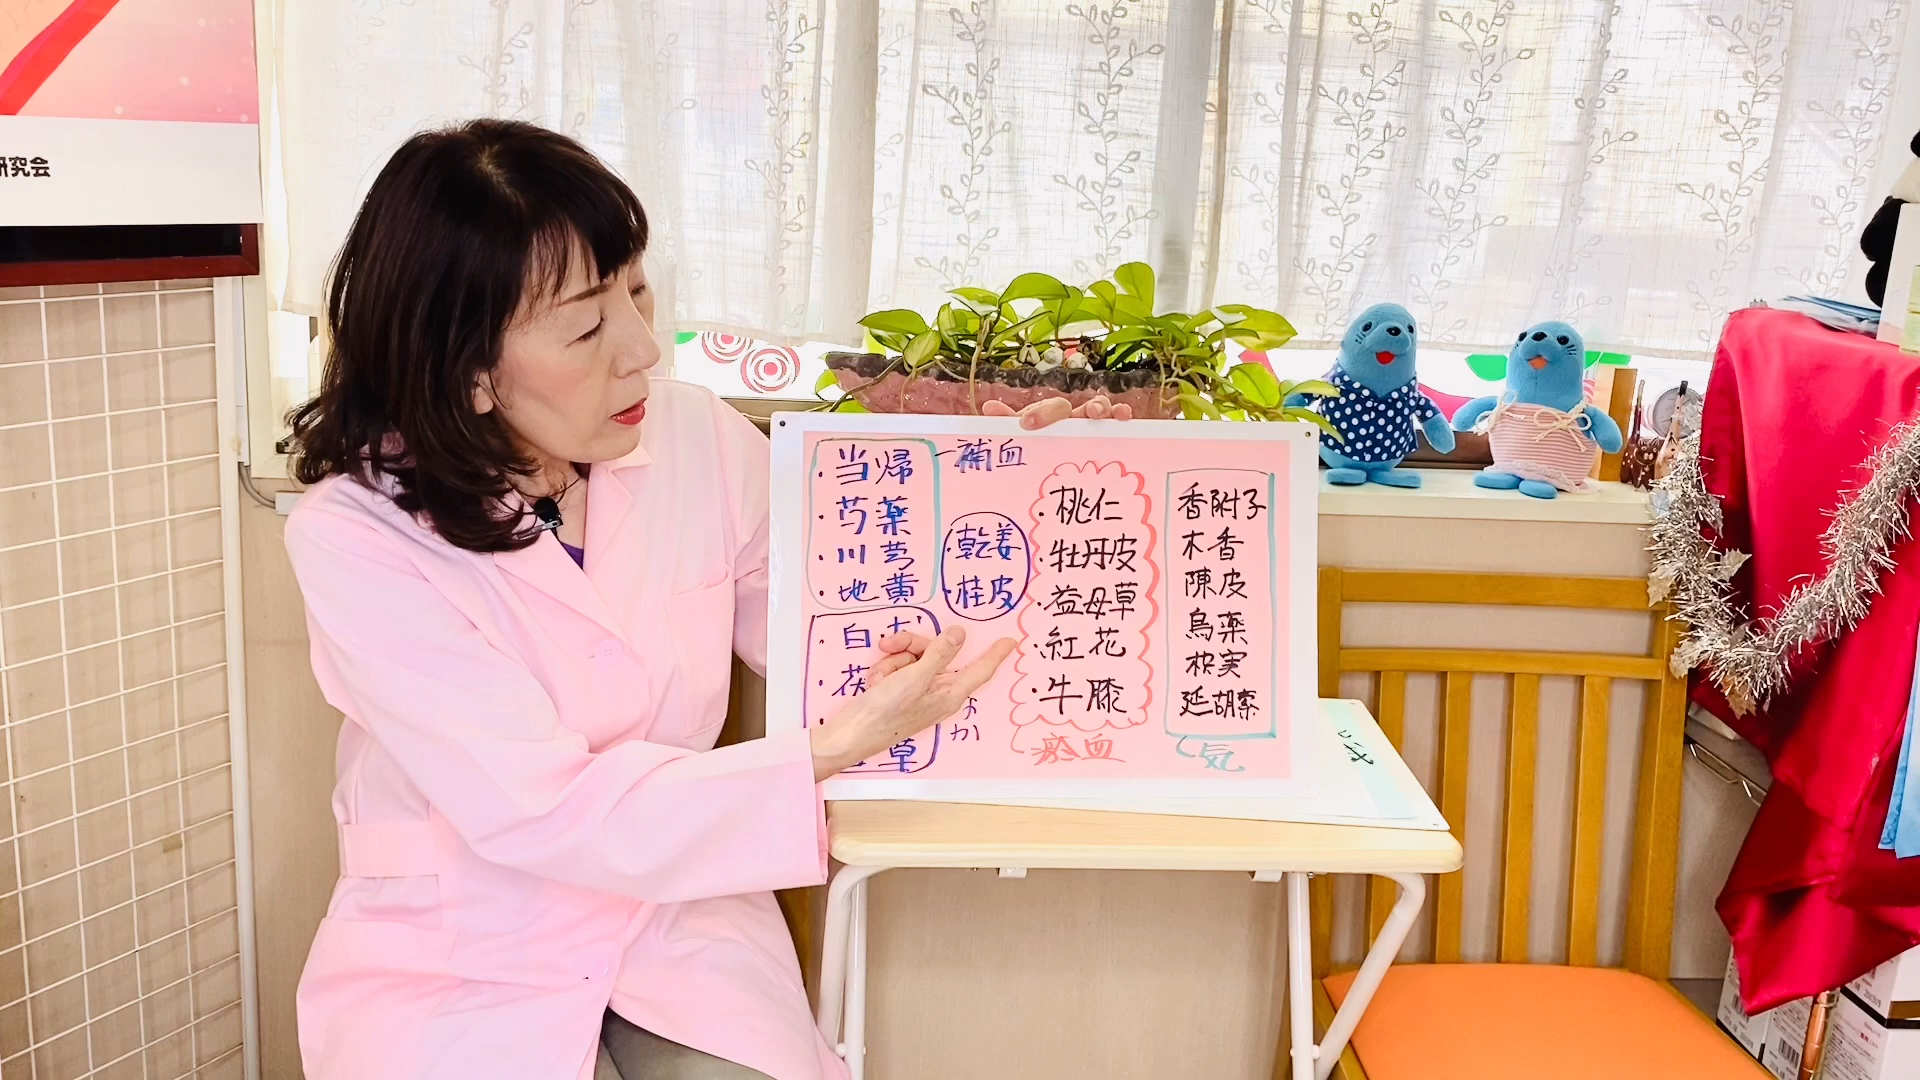 研究会
・当帰
・芍薬
・川芎
・地黄
補血
・乾姜
・桂皮
・白
・茯
草
なか
・桃仁
・牡丹皮
・益母草
・紅花
・牛膝
瘀血
香附子
木香
陳皮
烏薬
枳実
延胡索
気